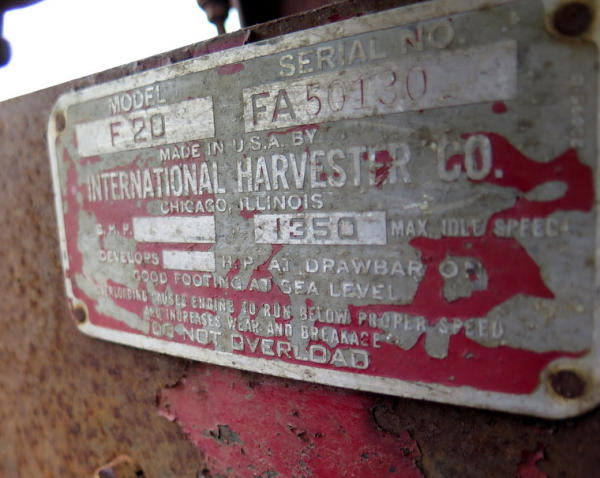 MODEL SERIAL NO.
F 20 FA 50130
MADE IN U.S.A. BY
INTERNATIONAL HARVESTER CO.
CHICAGO, ILLINOIS
B.H.P. 1350 MAX. IDLE SPEED
DEVELOPS H.P. AT DRAWBAR ON
GOOD FOOTING AT SEA LEVEL
OVERLOADING CAUSES ENGINE TO RUN BELOW PROPER SPEED
AND INCREASES WEAR AND BREAKAGE
DO NOT OVERLOAD